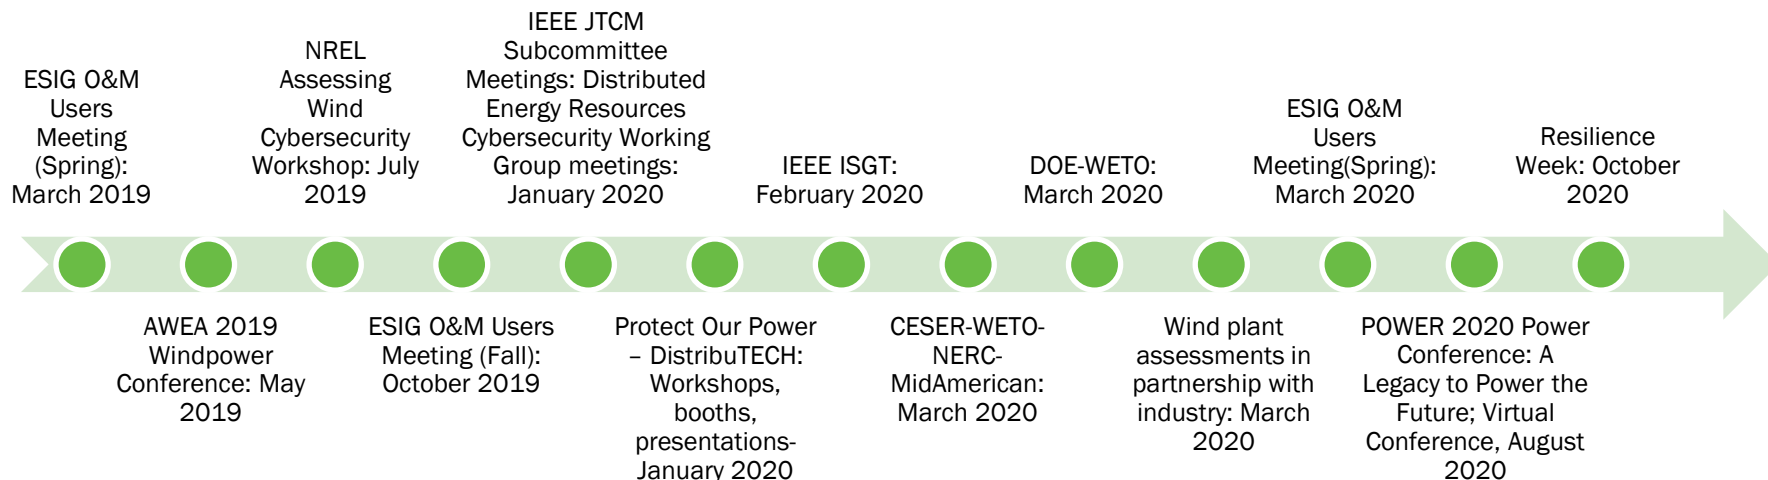 ESIG O&M
Users
Meeting
(Spring):
March 2019
AWEA 2019
Windpower
Conference: May
2019
NREL
Assessing
Wind
Cybersecurity
Workshop: July
2019
ESIG O&M Users
Meeting (Fall):
October 2019
IEEE JTCM
Subcommittee
Meetings: Distributed
Energy Resources
Cybersecurity Working
Group meetings:
January 2020
Protect Our Power
– DistribuTECH:
Workshops,
booths,
presentations-
January 2020
IEEE ISGT:
February 2020
CESER-WETO-
NERC-
MidAmerican:
March 2020
DOE-WETO:
March 2020
Wind plant
assessments in
partnership with
industry: March
2020
ESIG O&M
Users
Meeting(Spring):
March 2020
POWER 2020 Power
Conference: A
Legacy to Power the
Future; Virtual
Conference, August
2020
Resilience
Week: October
2020